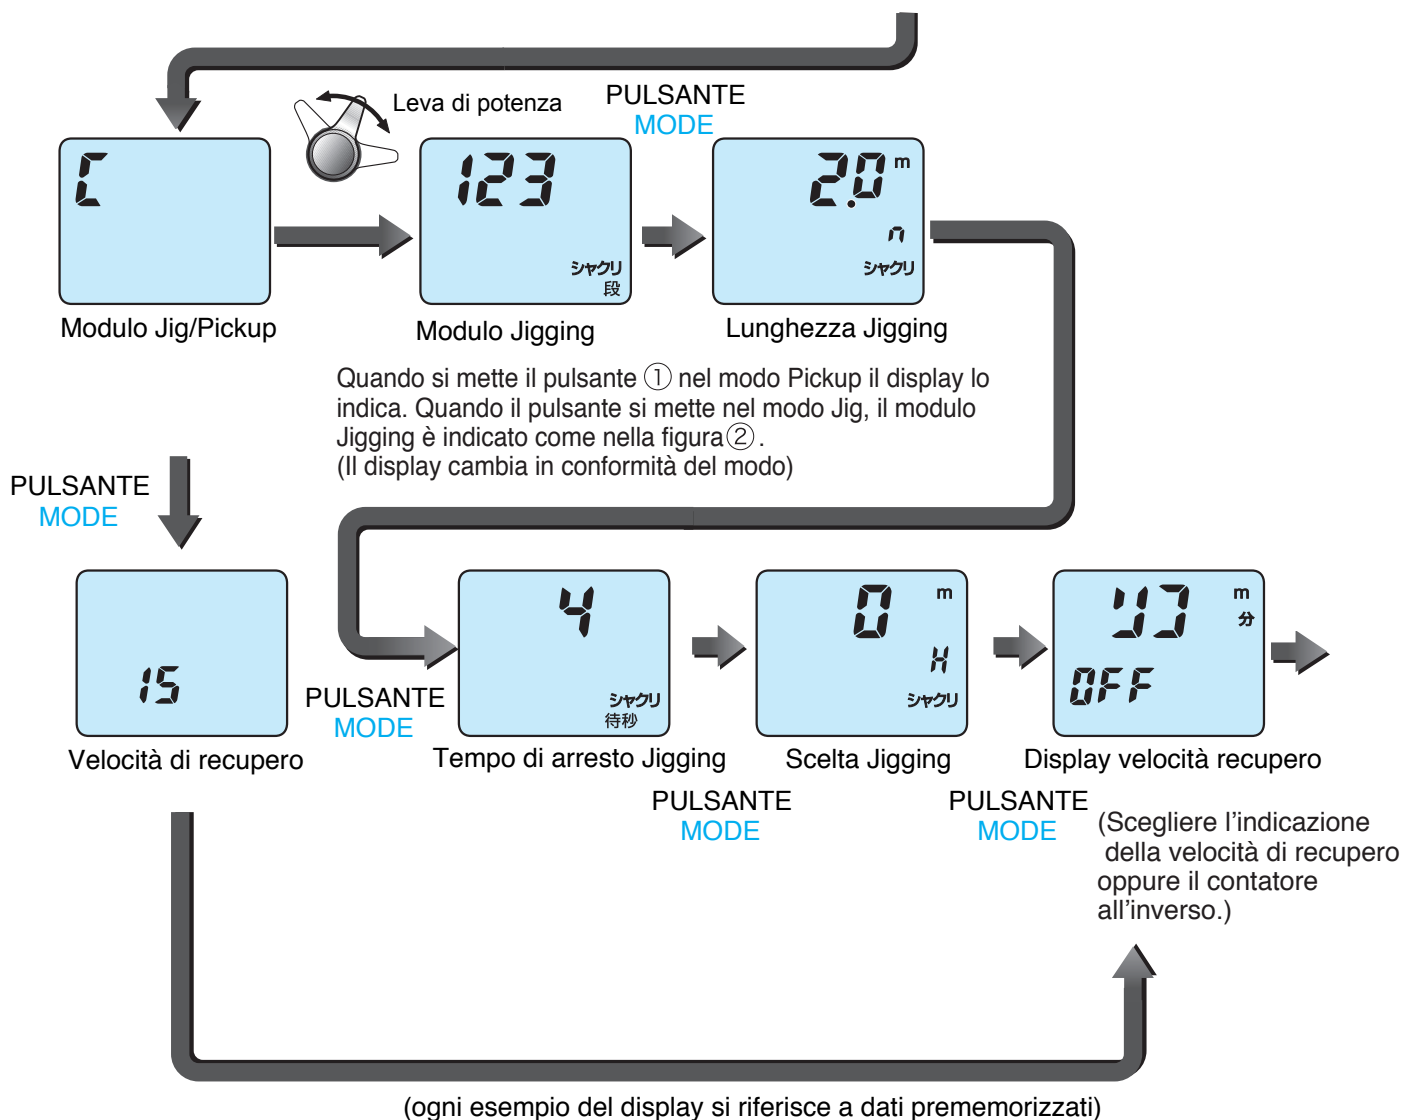 Leva di potenza
PULSANTE
MODE
C
123
シャクリ
段
2.0 m
n
シャクリ
Modulo Jig/Pickup
Modulo Jigging
Lunghezza Jigging
Quando si mette il pulsante ① nel modo Pickup il display lo
indica. Quando il pulsante si mette nel modo Jig, il modulo
Jigging è indicato come nella figura②.
(Il display cambia in conformità del modo)
PULSANTE
MODE
15
Velocità di recupero
PULSANTE
MODE
4
シャクリ
待秒
Tempo di arresto Jigging
PULSANTE
MODE
0 m
H
シャクリ
Scelta Jigging
PULSANTE
MODE
リコ m
分
OFF
Display velocità recupero
(Scegliere l'indicazione
della velocità di recupero
oppure il contatore
all'inverso.)
(ogni esempio del display si riferisce a dati prememorizzati)